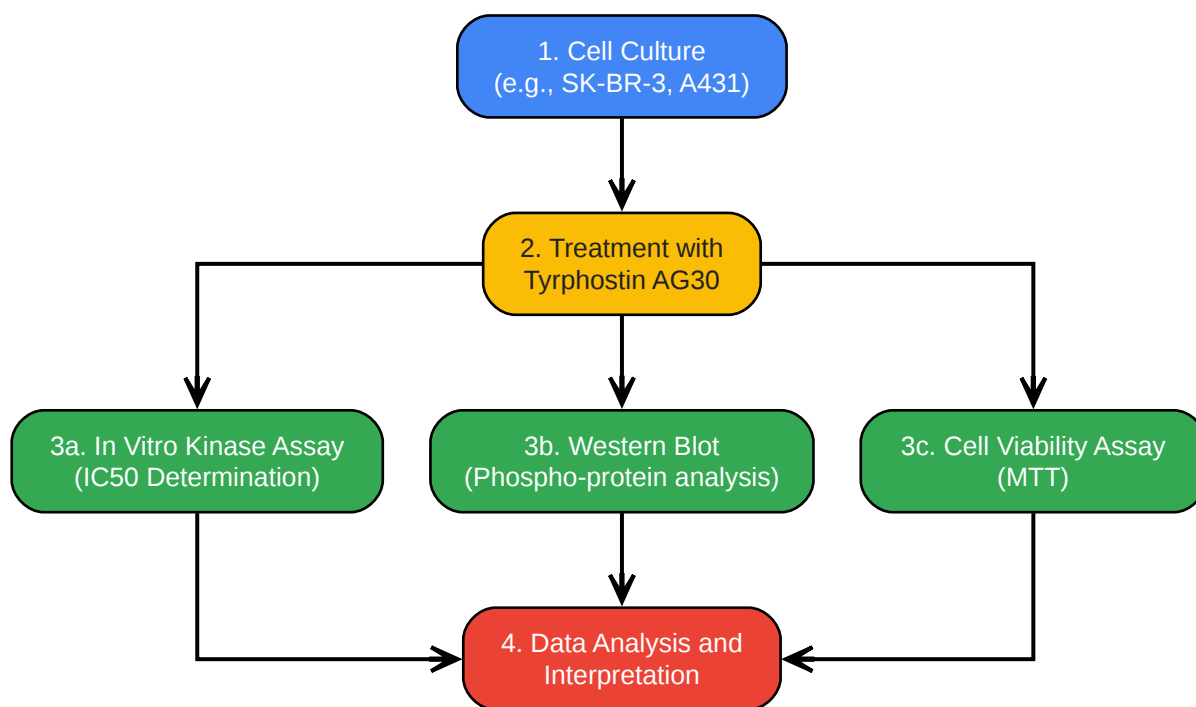 1. Cell Culture
(e.g., SK-BR-3, A431)
2. Treatment with
Tyrphostin AG30
3a. In Vitro Kinase Assay
(IC50 Determination)
3b. Western Blot
(Phospho-protein analysis)
3c. Cell Viability Assay
(MTT)
4. Data Analysis and
Interpretation